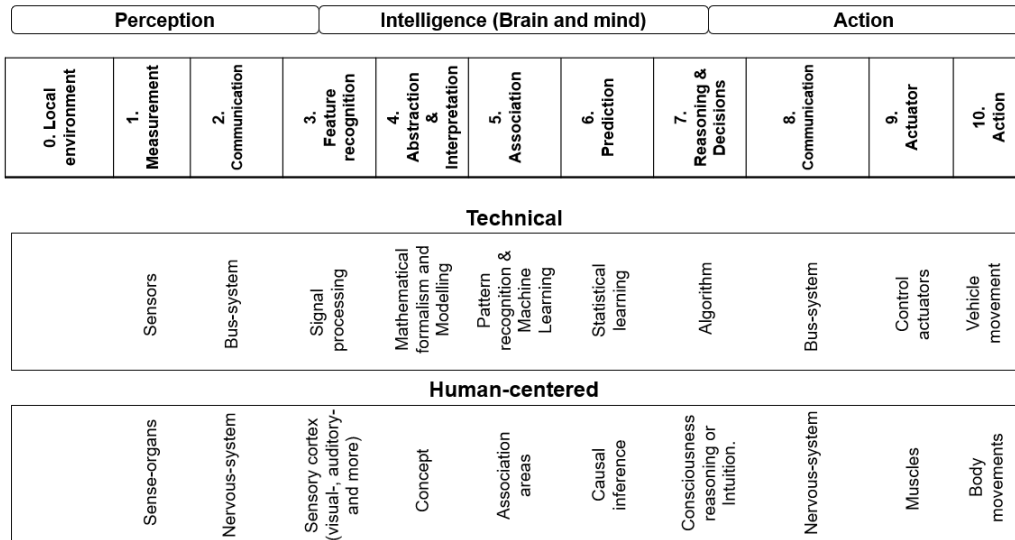 Perception
Intelligence (Brain and mind)
Action
0. Local
environment
1.
Measurement
2.
Communication
3.
Feature
recognition
4.
Abstraction
&
Interpretation
5.
Association
6.
Prediction
7.
Reasoning &
Decisions
8.
Communication
9.
Actuator
10.
Action
Technical
Sensors
Bus-system
Signal
processing
Mathematical
formalism and
Modelling
Pattern
recognition &
Machine
Learning
Statistical
learning
Algorithm
Bus-system
Control
actuators
Vehicle
movement
Human-centered
Sense-organs
Nervous-system
Sensory cortex
(visual-, auditory-
and more)
Concept
Association
areas
Causal
inference
Consciousness
reasoning or
Intuition.
Nervous-system
Muscles
Body
movements